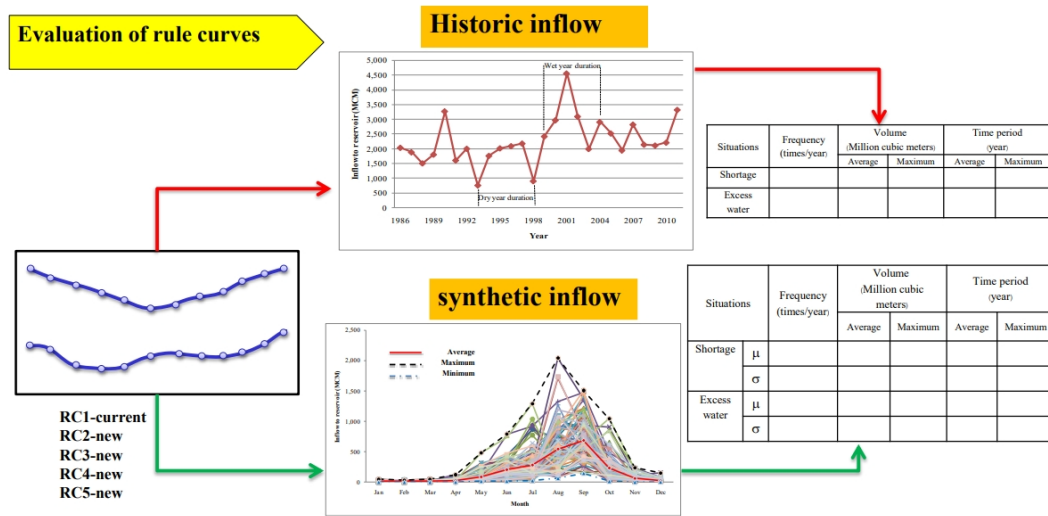 Evaluation of rule curves
Historic inflow
Inflow to reservoir (MCM)
5,000
4,500
4,000
3,500
3,000
2,500
2,000
1,500
1,000
500
0
Wet year duration
Dry year duration
1986 1989 1992 1995 1998 2001 2004 2007 2010
Year
Situations
Frequency
(times/year)
Volume
(Million cubic meters)
Time period
(year)
Average Maximum Average Maximum
Shortage
Excess
water
RC1-current
RC2-new
RC3-new
RC4-new
RC5-new
synthetic inflow
Inflow to reservoir (MCM)
2,500
2,000
1,500
1,000
500
0
Average
Maximum
Minimum
Jan Feb Mar Apr May Jun Jul Aug Sep Oct Nov Dec
Month
Situations
Frequency
(times/year)
Volume
(Million cubic
meters)
Time period
(year)
Average Maximum Average Maximum
Shortage μ
σ
Excess
water
μ
σ